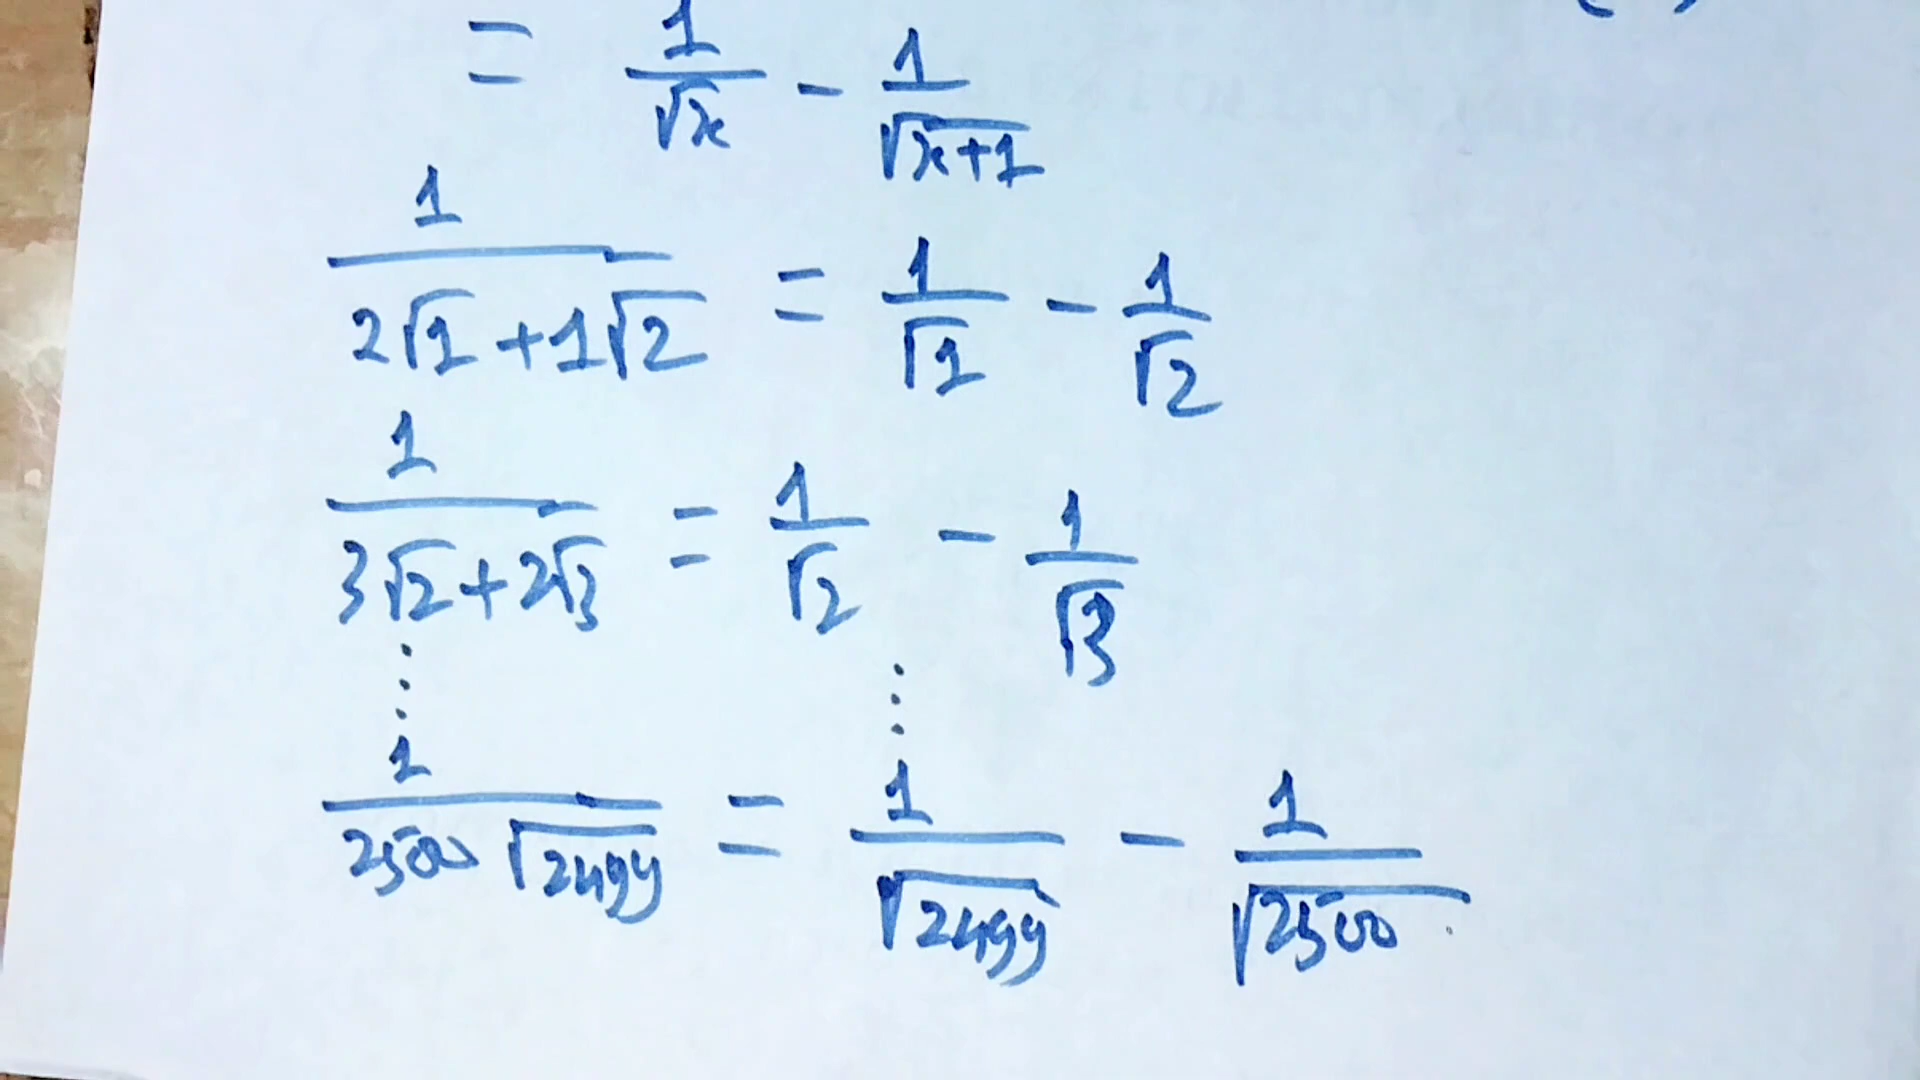 = 1/√x - 1/√x+1
1/2√1 +1√2 = 1/√1 - 1/√2
1/3√2+2√3 = 1/√2 - 1/√3
⋮ ⋮
1/2500 √2499 = 1/√2499 - 1/√2500